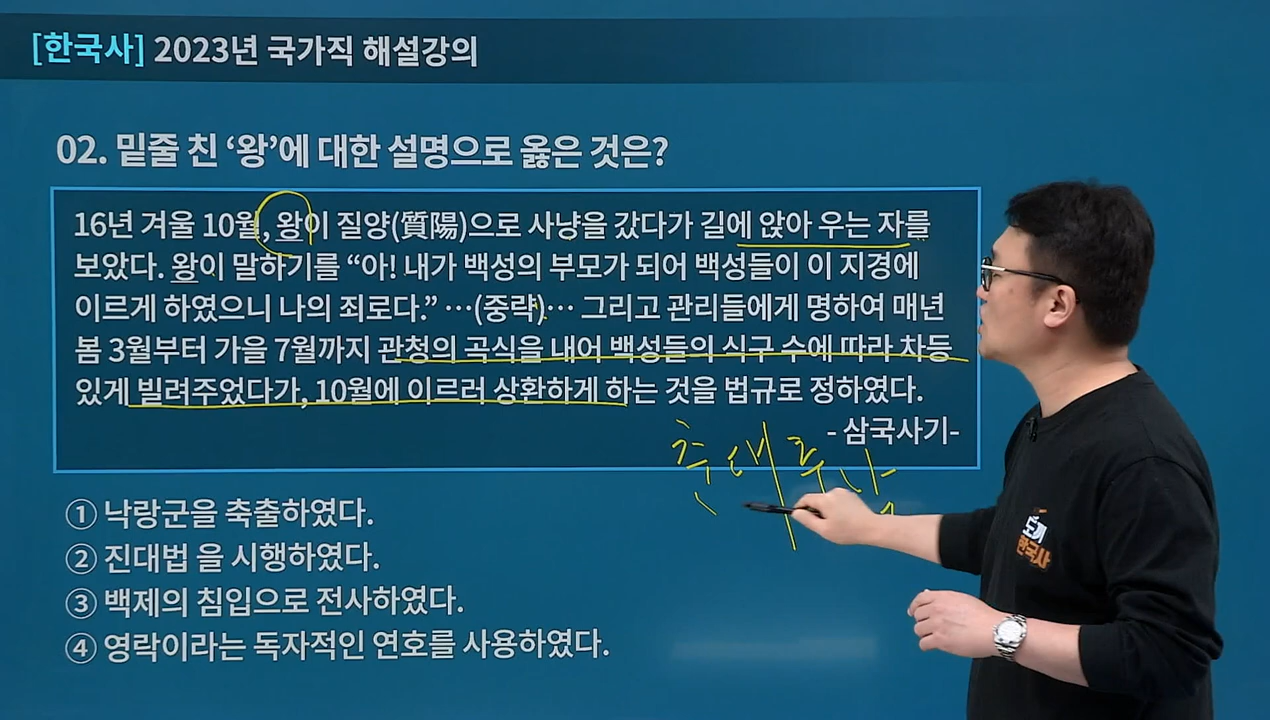 [한국사] 2023년 국가직 해설강의
02. 밑줄 친 ‘왕’에 대한 설명으로 옳은 것은?
16년 겨울 10월, 왕이 질양(質陽)으로 사냥을 갔다가 길에 앉아 우는 자를
보았다. 왕이 말하기를 “아! 내가 백성의 부모가 되어 백성들이 이 지경에
이르게 하였으니 나의 죄로다.” …(중략)… 그리고 관리들에게 명하여 매년
봄 3월부터 가을 7월까지 관청의 곡식을 내어 백성들의 식구 수에 따라 차등
있게 빌려주었다가, 10월에 이르러 상환하게 하는 것을 법규로 정하였다.
- 삼국사기-
춘대추납
① 낙랑군을 축출하였다.
② 진대법 을 시행하였다.
③ 백제의 침입으로 전사하였다.
④ 영락이라는 독자적인 연호를 사용하였다.
한국사